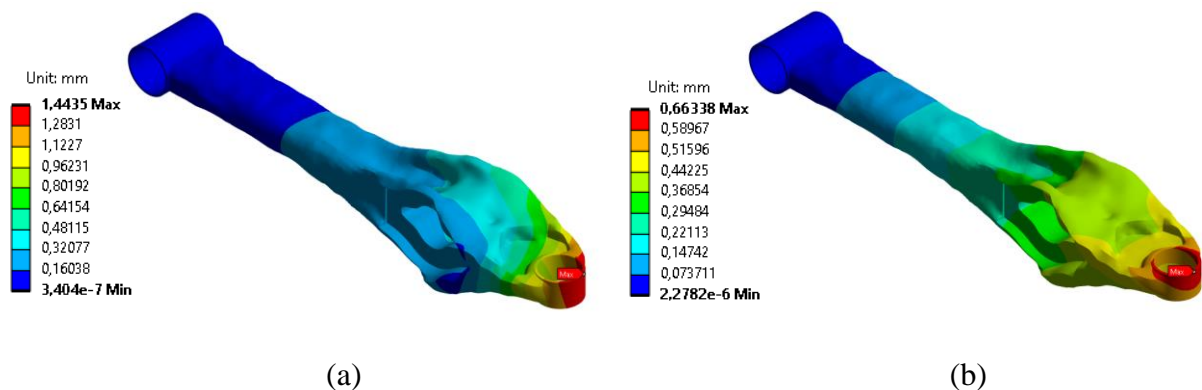 Unit: mm
1,4435 Max
1,2831
1,1227
0,96231
0,80192
0,64154
0,48115
0,32077
0,16038
3,404e-7 Min
Max
(a)
Unit: mm
0,66338 Max
0,58967
0,51596
0,44225
0,36854
0,29484
0,22113
0,14742
0,073711
2,2782e-6 Min
Max
(b)